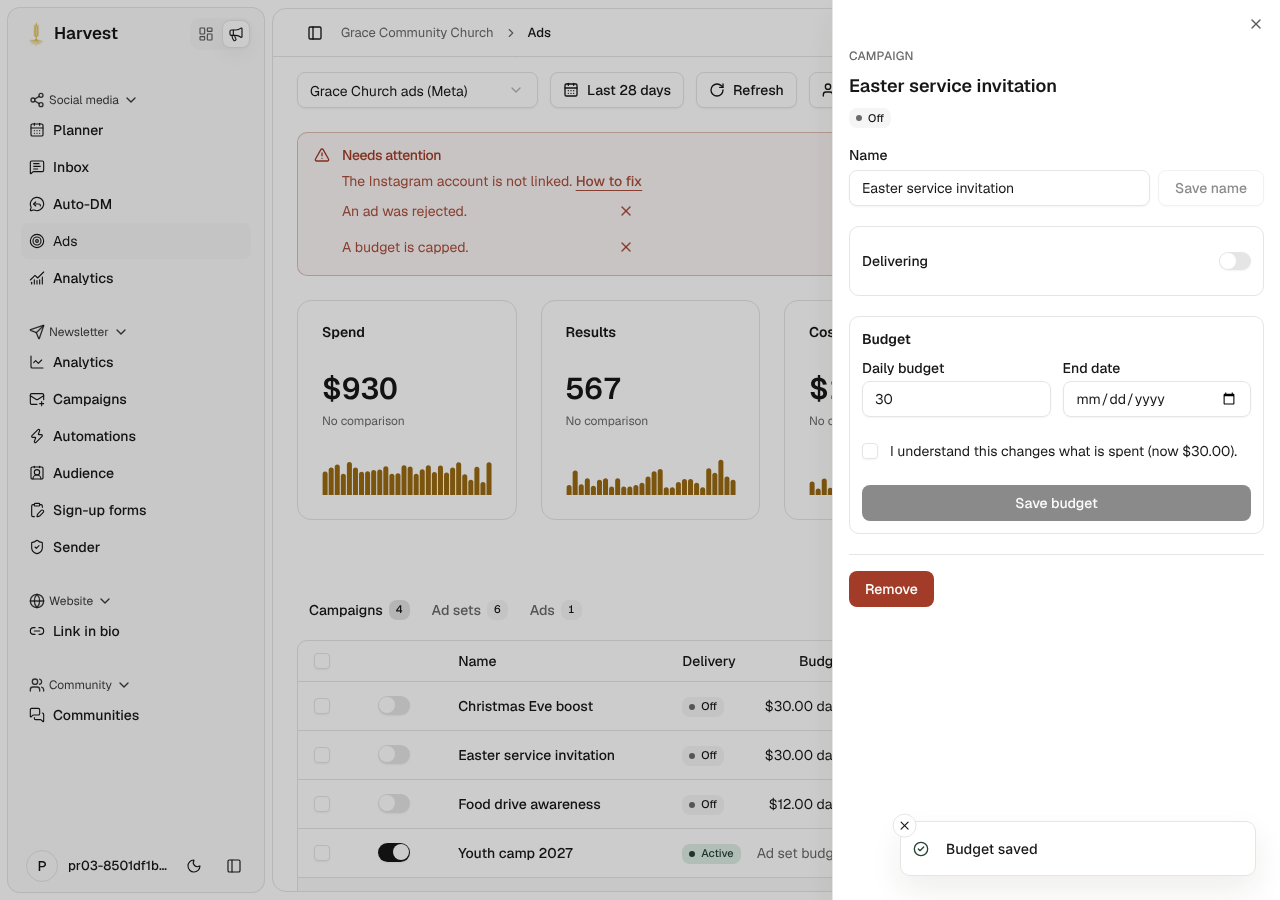 Harvest
Social media
Planner
Inbox
Auto-DM
Ads
Analytics
Newsletter
Analytics
Campaigns
Automations
Audience
Sign-up forms
Sender
Website
Link in bio
Community
Communities
P
pr03-8501df1b...
Grace Community Church > Ads
Grace Church ads (Meta)
Last 28 days
Refresh
Needs attention
The Instagram account is not linked. How to fix
An ad was rejected.
A budget is capped.
Spend
$930
No comparison
Results
567
No comparison
Campaigns 4
Ad sets 6
Ads 1
Name Delivery
Christmas Eve boost Off $30.00 da
Easter service invitation Off $30.00 da
Food drive awareness Off $12.00 da
Youth camp 2027 Active Ad set budg
CAMPAIGN
Easter service invitation
Off
Name
Easter service invitation
Save name
Delivering
Budget
Daily budget
End date
30
mm/dd/yyyy
I understand this changes what is spent (now $30.00).
Save budget
Remove
Budget saved